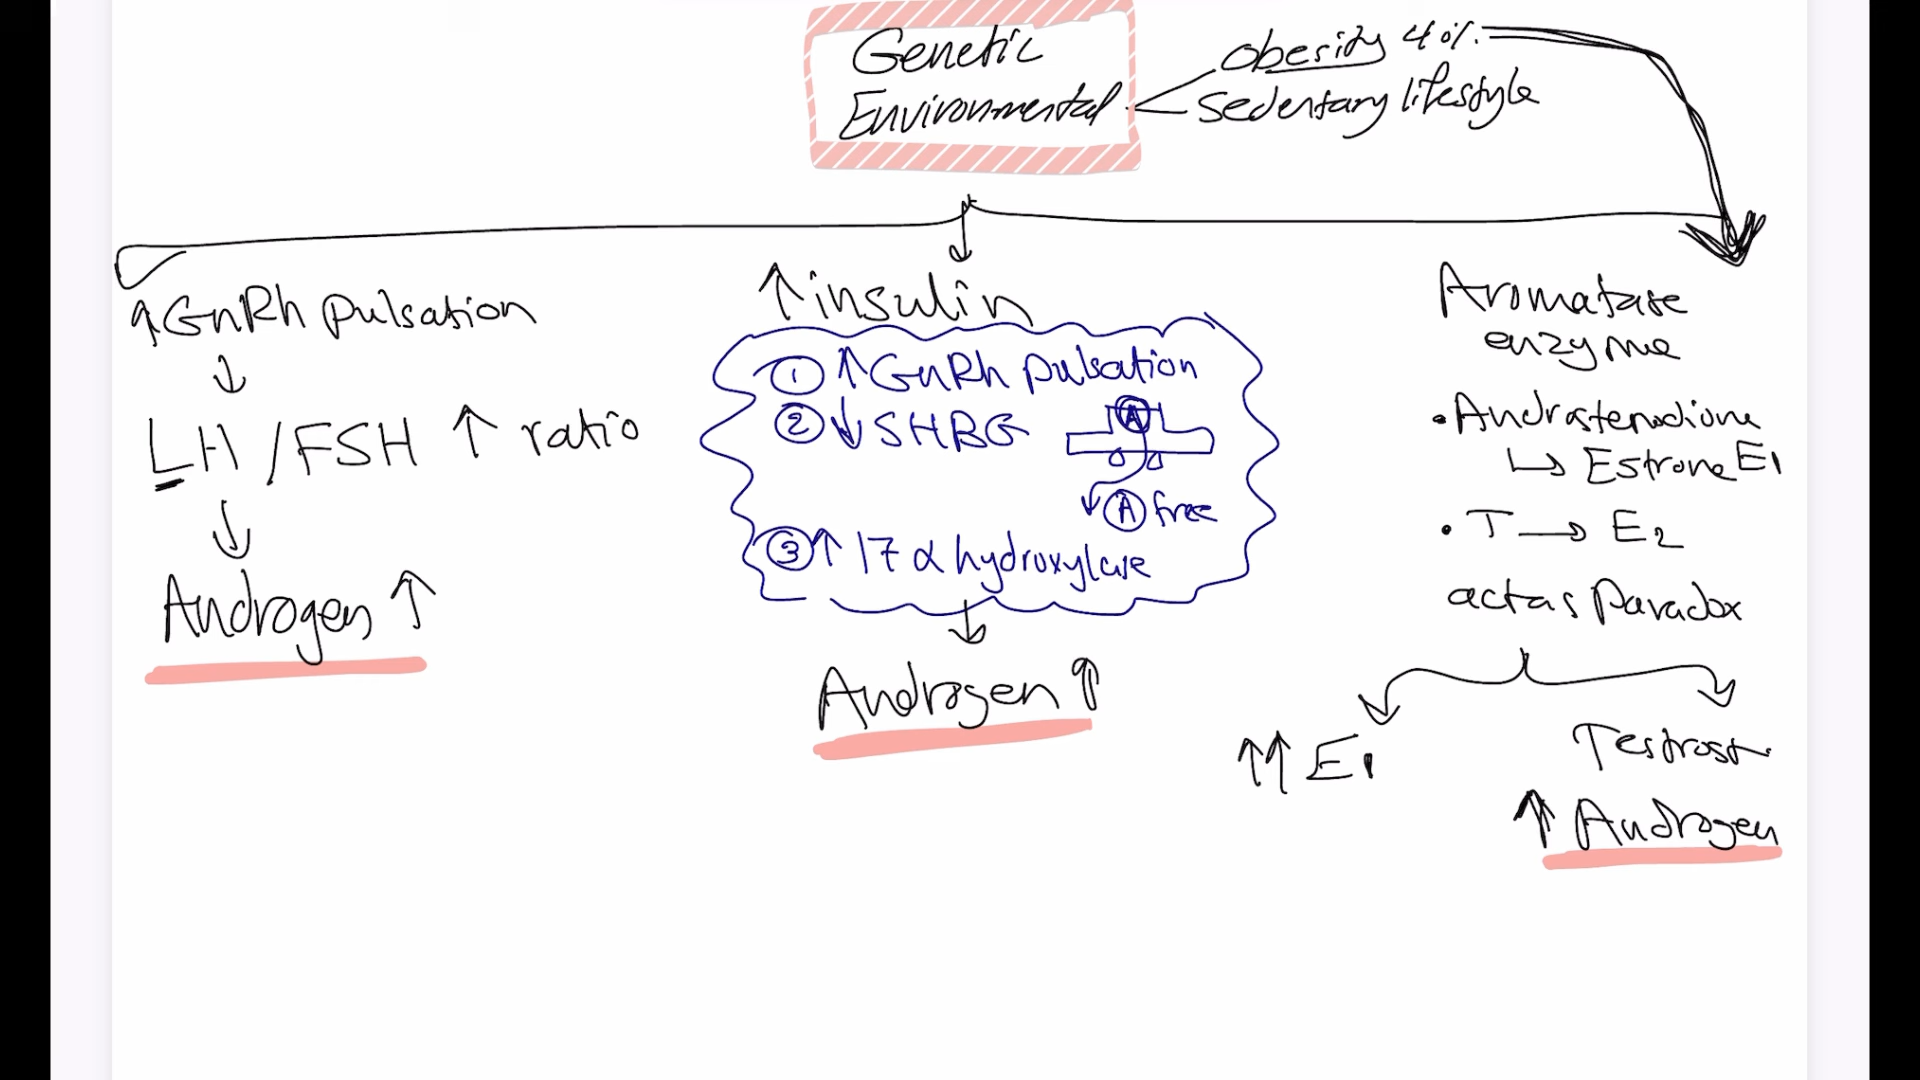 Genetic
Environmental
obesity 40%
Sedentary lifestyle
↑GnRh pulsation
↓
LH /FSH ↑ ratio
↓
Androgen ↑
↑insulin
① ↑GnRh pulsation
② ↓SHBG
A
A free
③↑ 17 α hydroxylase
↓
Androgen ↑
Aromatase
enzyme
• Androstenodione
↳ Estrone E1
• T → E2
act as Paradox
↑↑ E1
Testrost
↑ Androgen